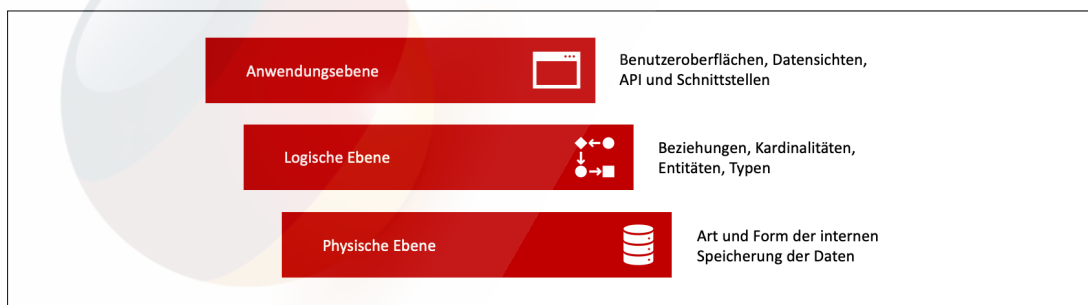 Anwendungsebene
Benutzeroberflächen, Datensichten,
API und Schnittstellen
Logische Ebene
Beziehungen, Kardinalitäten,
Entitäten, Typen
Physische Ebene
Art und Form der internen
Speicherung der Daten